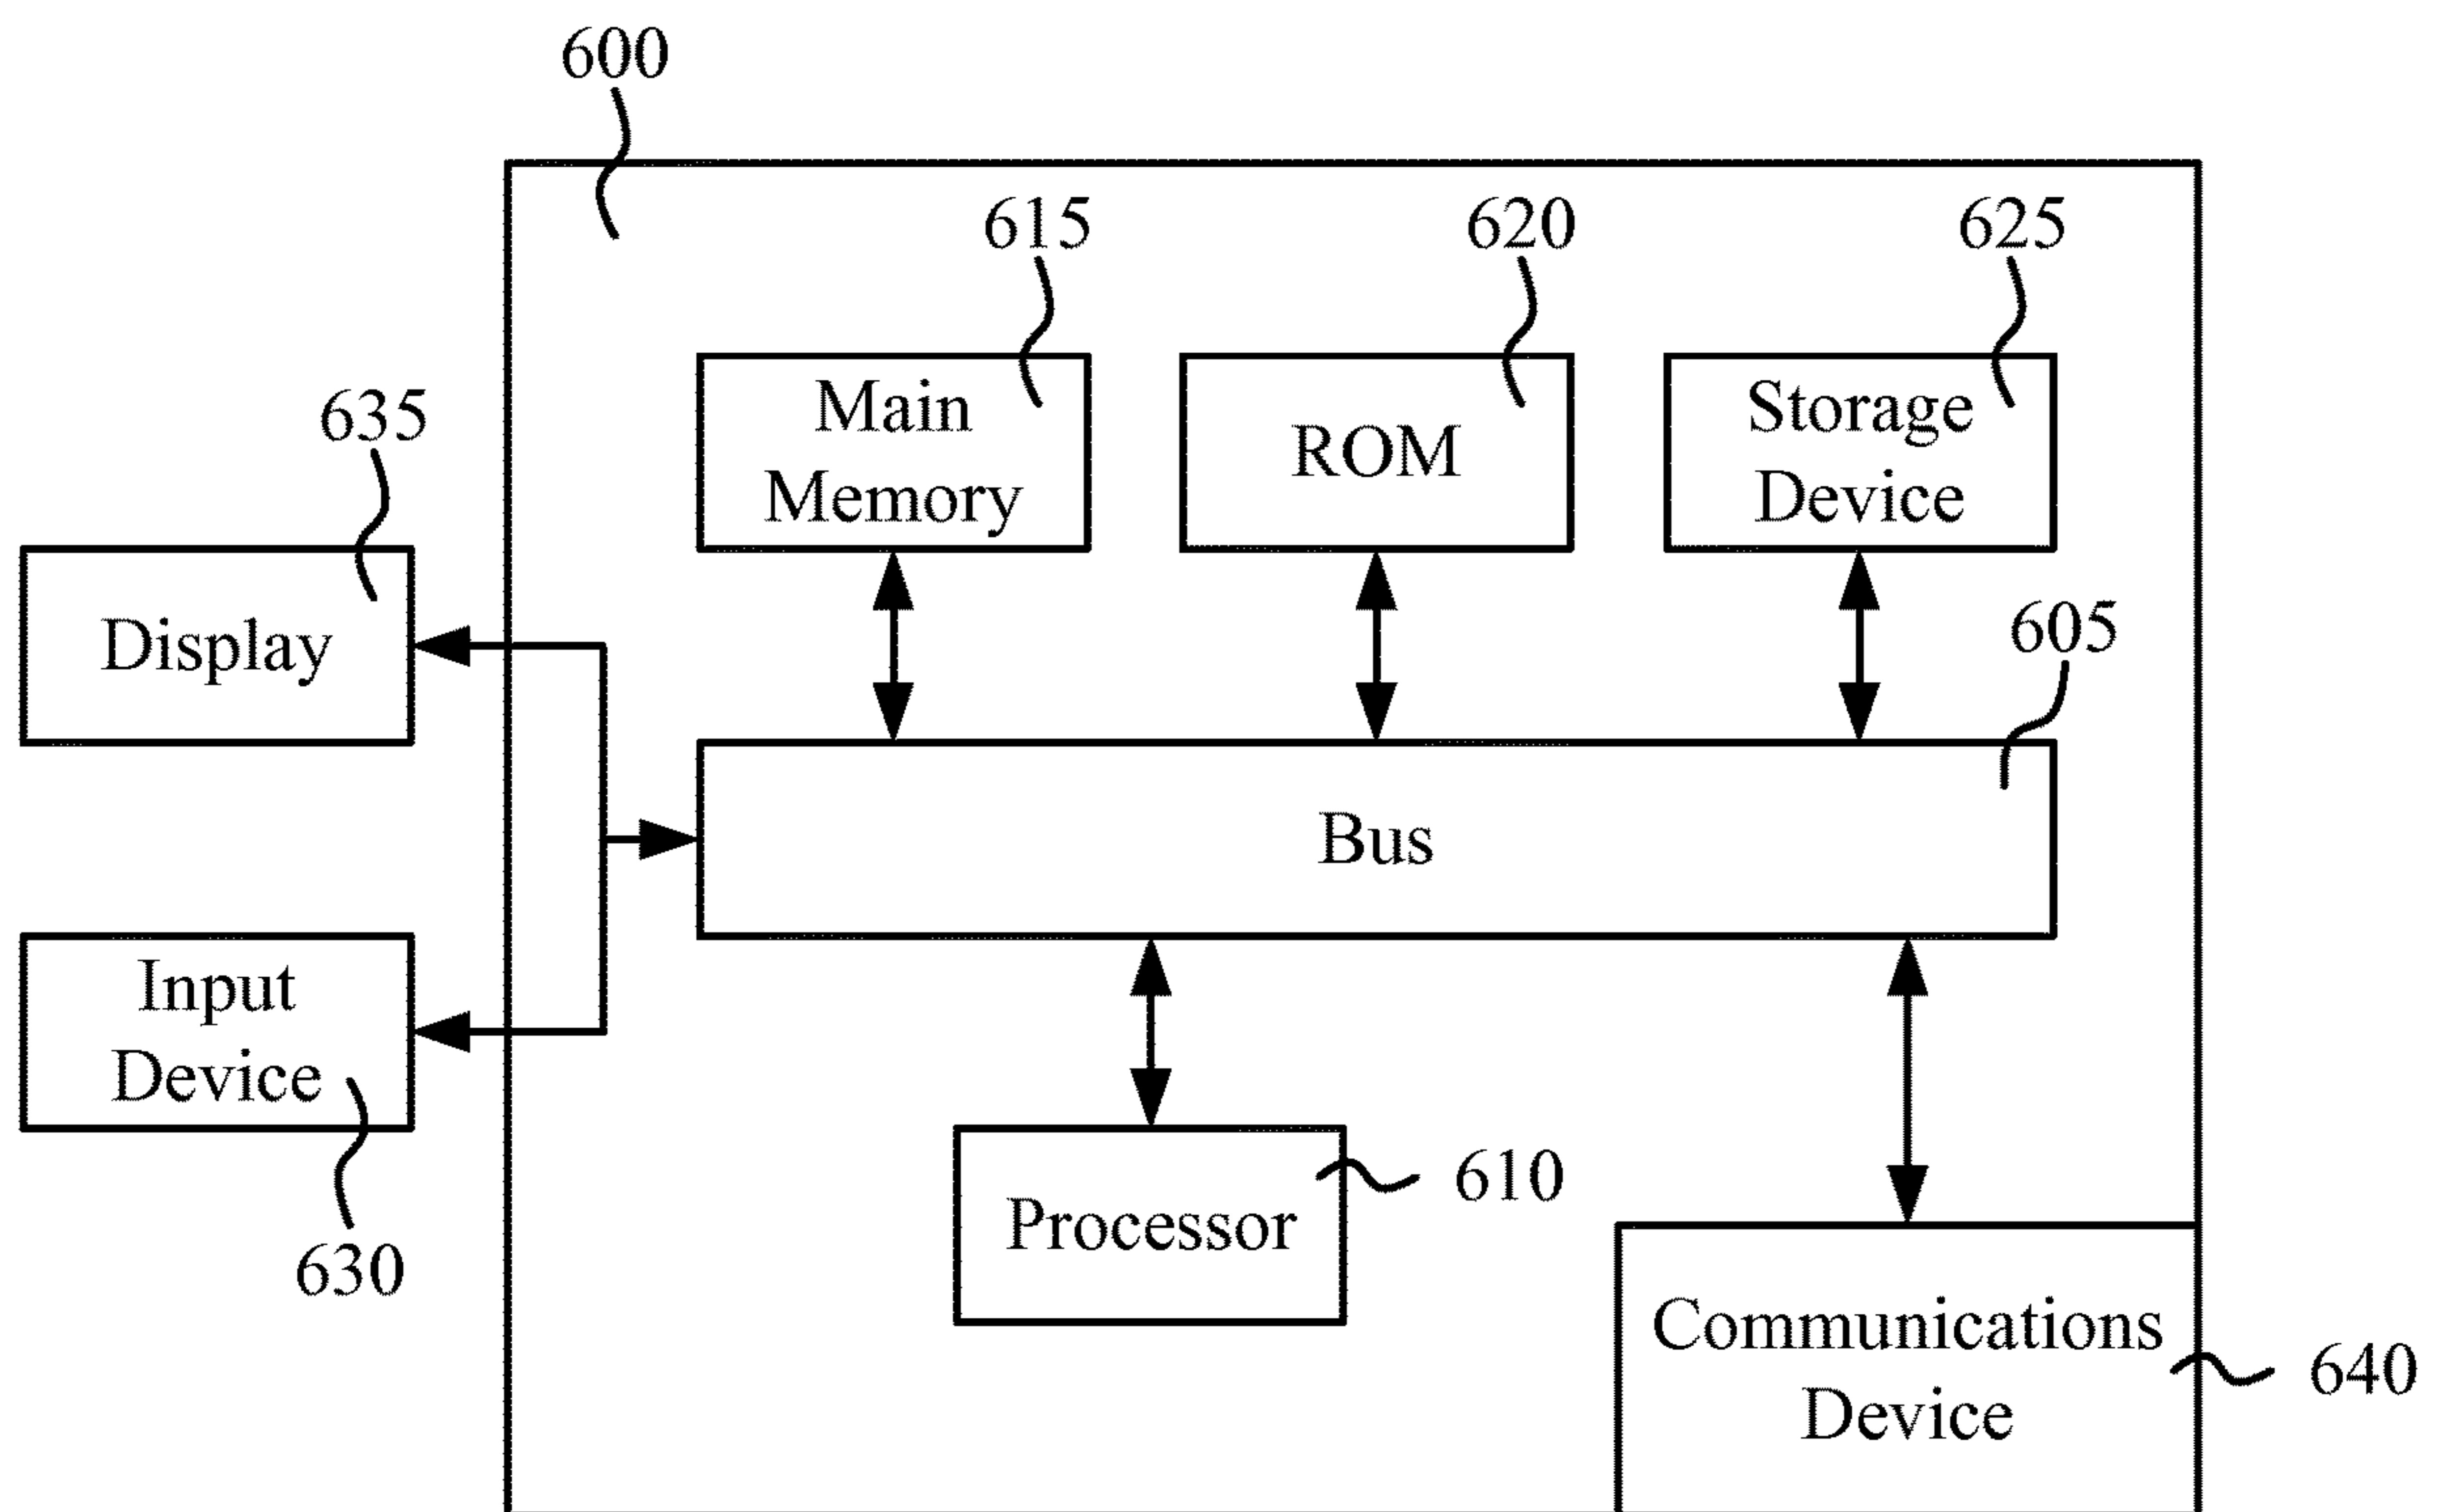 600
615
620
625
635
Main
Memory
ROM
Storage
Device
605
Display
Bus
Input
Device
630
Processor
610
Communications
Device
640